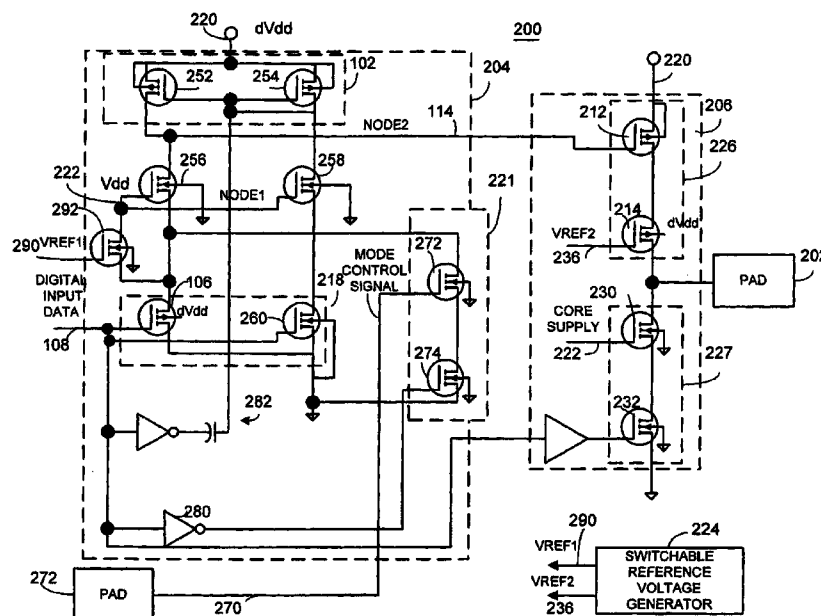 220 dVdd
200
252 254 102 204
220
212 206
NODE2 114
226
256 258
222 Vdd
NODE1
292
221
214 dVdd
VREF2
236
290 VREF1
272
PAD 202
DIGITAL
INPUT
DATA
MODE
CONTROL
SIGNAL
106 218
dVdd
260
230
CORE
SUPPLY
222
108
274
227
282
232
280
290 224
VREF1
VREF2
236
SWITCHABLE
REFERENCE
VOLTAGE
GENERATOR
272 PAD
270